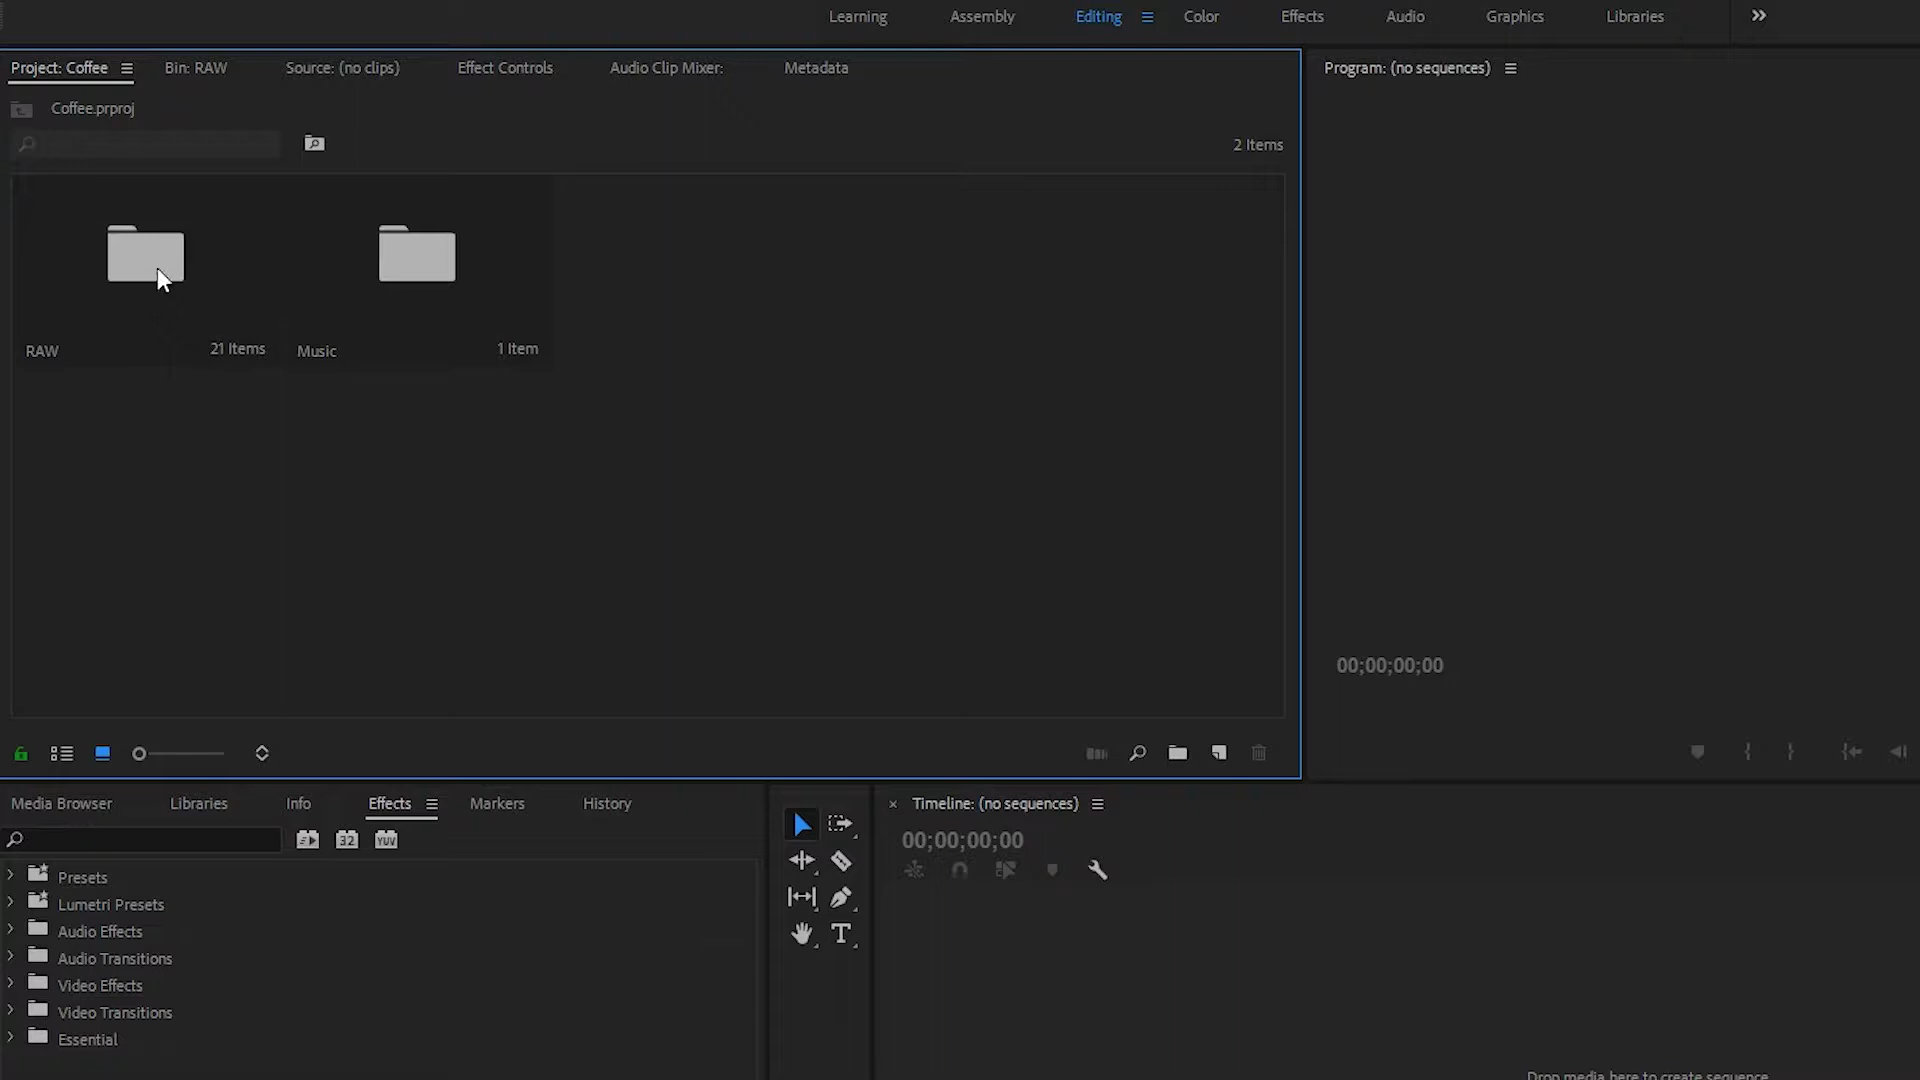 Learning Assembly Editing Color Effects Audio Graphics Libraries
Project: Coffee Bin: RAW Source: (no clips) Effect Controls Audio Clip Mixer: Metadata
Program: (no sequences)
Coffee.prproj
2 Items
RAW 21 Items Music 1 Item
00;00;00;00
Media Browser Libraries Info Effects Markers History
Timeline: (no sequences)
32 YUV
00;00;00;00
Presets
Lumetri Presets
Audio Effects
Audio Transitions
Video Effects
Video Transitions
Essential
Drop media here to create sequence.